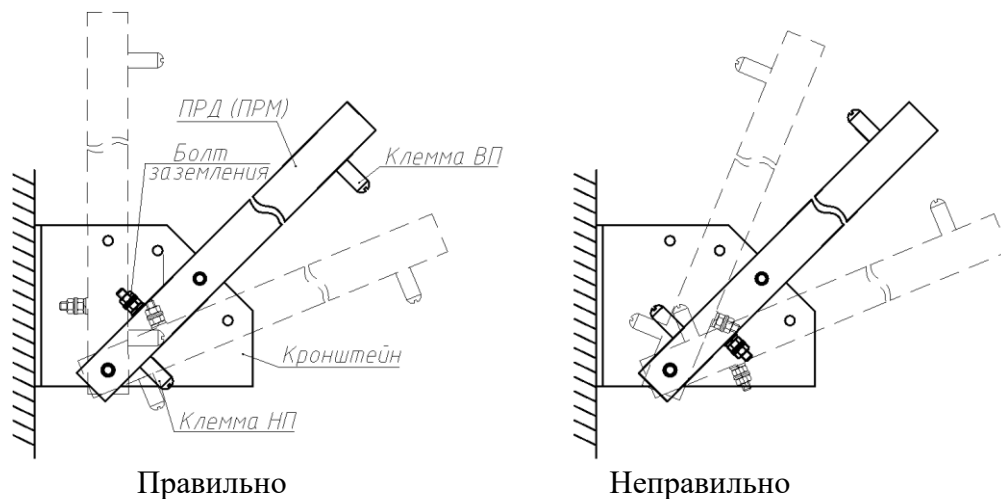 ПРД (ПРМ)
Болт
заземления
Клемма ВП
Кронштейн
Клемма НП
Правильно
Неправильно